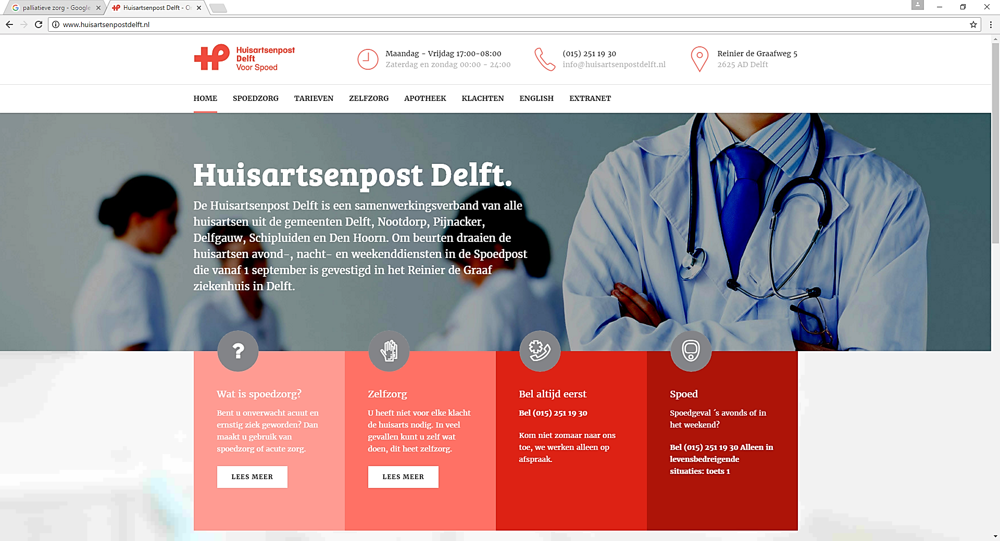 palliatieve zorg - Google
Huisartsenpost Delft - O
www.huisartsenpostdelft.nl
Huisartsenpost
Delft
Voor Spoed
Maandag - Vrijdag 17:00-08:00
Zaterdag en zondag 00:00 - 24:00
(015) 251 19 30
info@huisartsenpostdelft.nl
Reinier de Graafweg 5
2625 AD Delft
HOME SPOEDZORG TARIEVEN ZELFZORG APOTHEEK KLACHTEN ENGLISH EXTRANET
Huisartsenpost Delft.
De Huisartsenpost Delft is een samenwerkingsverband van alle
huisartsen uit de gemeenten Delft, Nootdorp, Pijnacker,
Delfgauw, Schipluiden en Den Hoorn. Om beurten draaien de
huisartsen avond-, nacht- en weekenddiensten in de Spoedpost
die vanaf 1 september is gevestigd in het Reinier de Graaf
ziekenhuis in Delft.
?
Wat is spoedzorg?
Bent u onverwacht acuut en
ernstig ziek geworden? Dan
maakt u gebruik van
spoedzorg of acute zorg.
LEES MEER
Zelfzorg
U heeft niet voor elke klacht
de huisarts nodig. In veel
gevallen kunt u zelf wat
doen, dit heet zelfzorg.
LEES MEER
Bel altijd eerst
Bel (015) 251 19 30
Kom niet zomaar naar ons
toe, we werken alleen op
afspraak.
Spoed
Spoedgeval ´s avonds of in
het weekend?
Bel (015) 251 19 30 Alleen in
levensbedreigende
situaties: toets 1